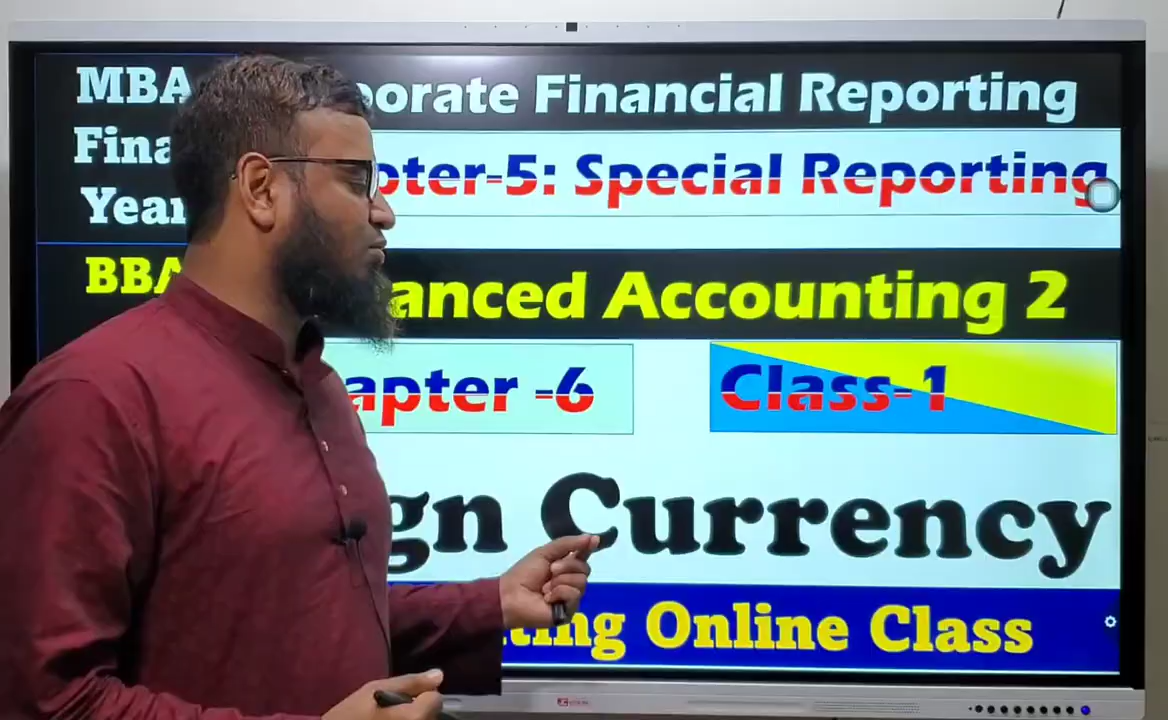 MBA porate Financial Reporting
Fina pter-5: Special Reporting
Year
BBA anced Accounting 2
apter -6 Class-1
gn Currency
ting Online Class